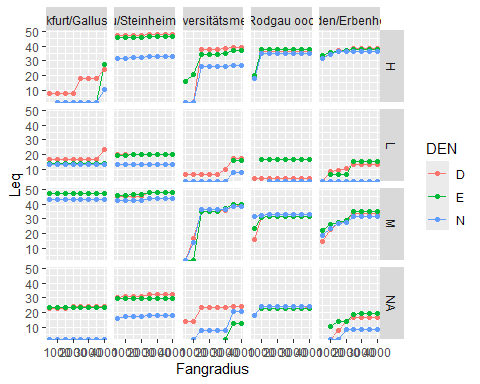 kfurt/Gallus
/Steinheim
versitätsme
Rodgau ooc
den/Erbenhe
50
40
30
20
10
H
50
40
30
20
10
L
50
40
30
20
10
M
50
40
30
20
10
NA
Leq
Fangradius
DEN
D
E
N